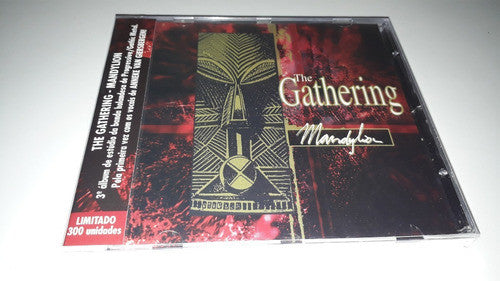 THE GATHERING - MANDYLION
3º álbum de estúdio da banda holandesa de Progressive/Gothic Metal.
Pela primeira vez com os vocais de ANNEKE VAN GIERSBERGEN!
LIMITADO
300 unidades
The
Gathering
Mandylion